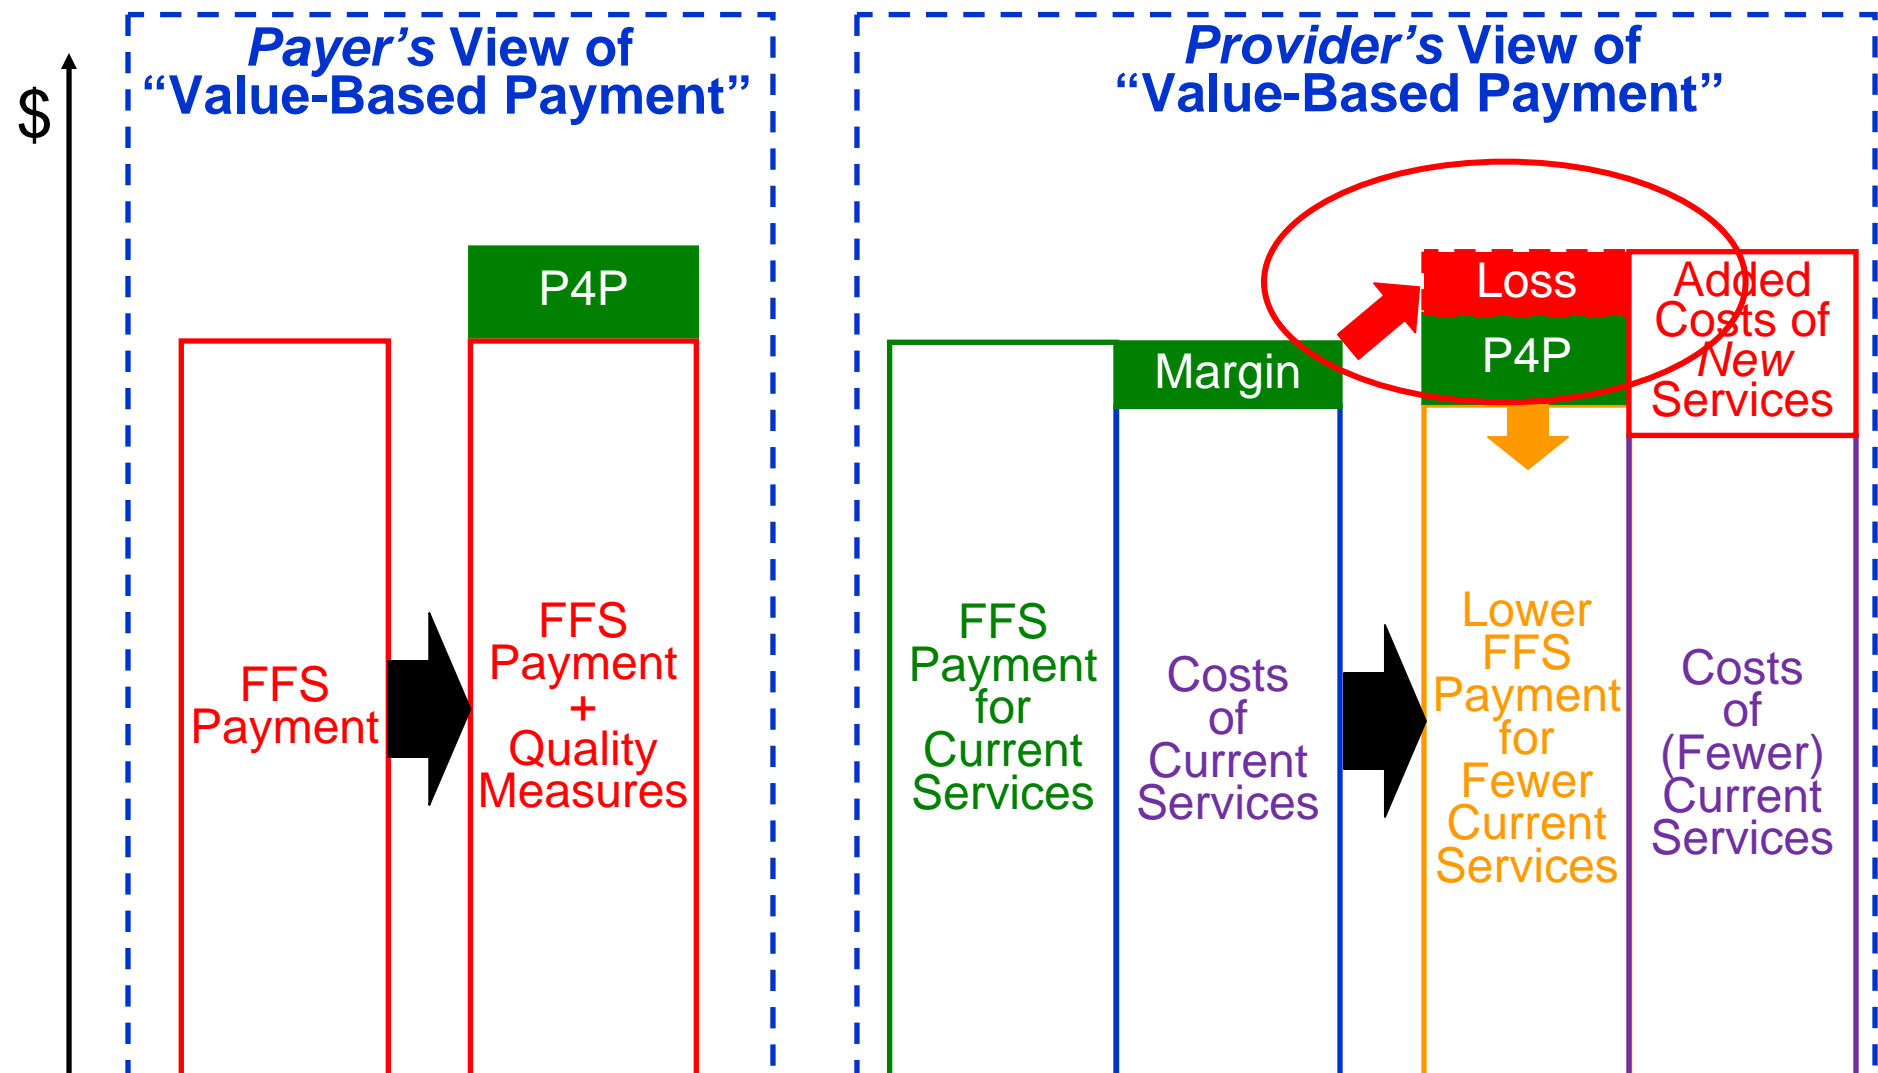 $
Payer’s View of
“Value-Based Payment”
P4P
FFS
Payment
FFS
Payment
+
Quality
Measures
Provider’s View of
“Value-Based Payment”
FFS
Payment
for
Current
Services
Margin
Costs
of
Current
Services
Loss
P4P
Lower
FFS
Payment
for
Fewer
Current
Services
Added
Costs of
New
Services
Costs
of
(Fewer)
Current
Services